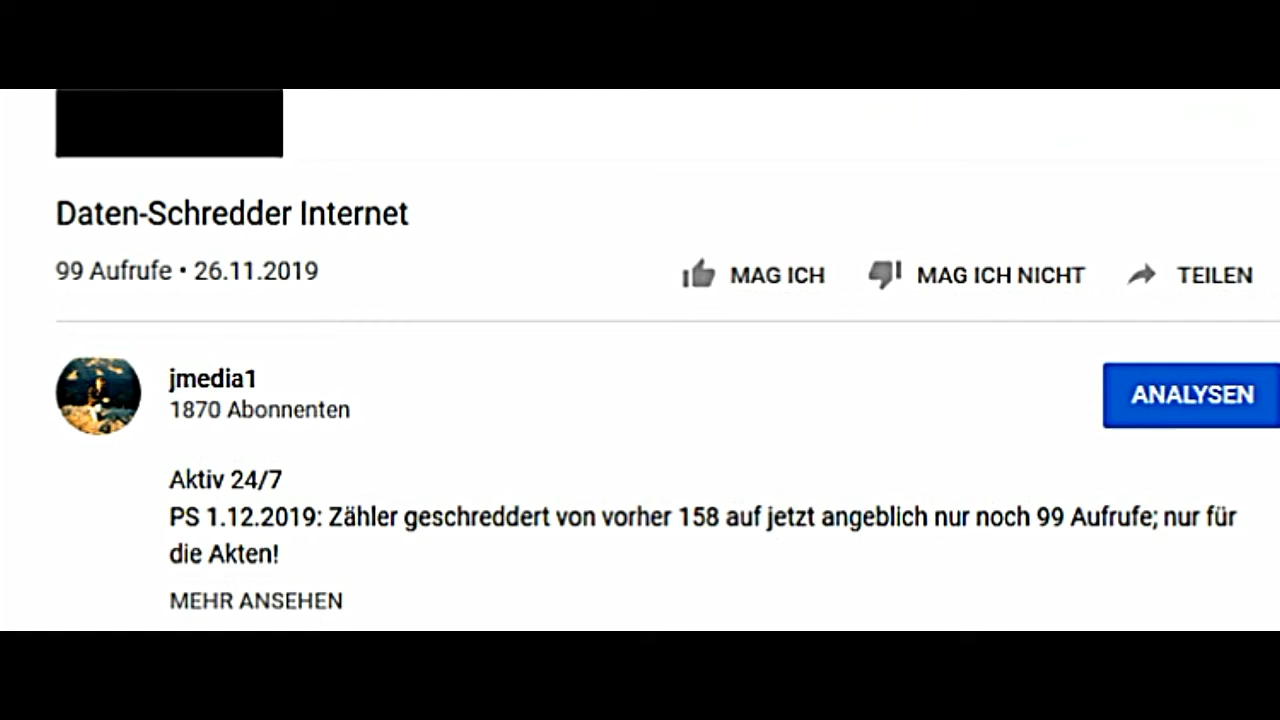 Daten-Schredder Internet
99 Aufrufe • 26.11.2019
MAG ICH
MAG ICH NICHT
TEILEN
jmedia1
1870 Abonnenten
ANALYSEN
Aktiv 24/7
PS 1.12.2019: Zähler geschreddert von vorher 158 auf jetzt angeblich nur noch 99 Aufrufe; nur für
die Akten!
MEHR ANSEHEN